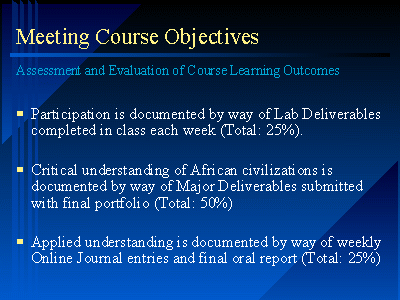 Meeting Course Objectives
Assessment and Evaluation of Course Learning Outcomes
Participation is documented by way of Lab Deliverables
completed in class each week (Total: 25%).
Critical understanding of African civilizations is
documented by way of Major Deliverables submitted
with final portfolio (Total: 50%)
Applied understanding is documented by way of weekly
Online Journal entries and final oral report (Total: 25%)